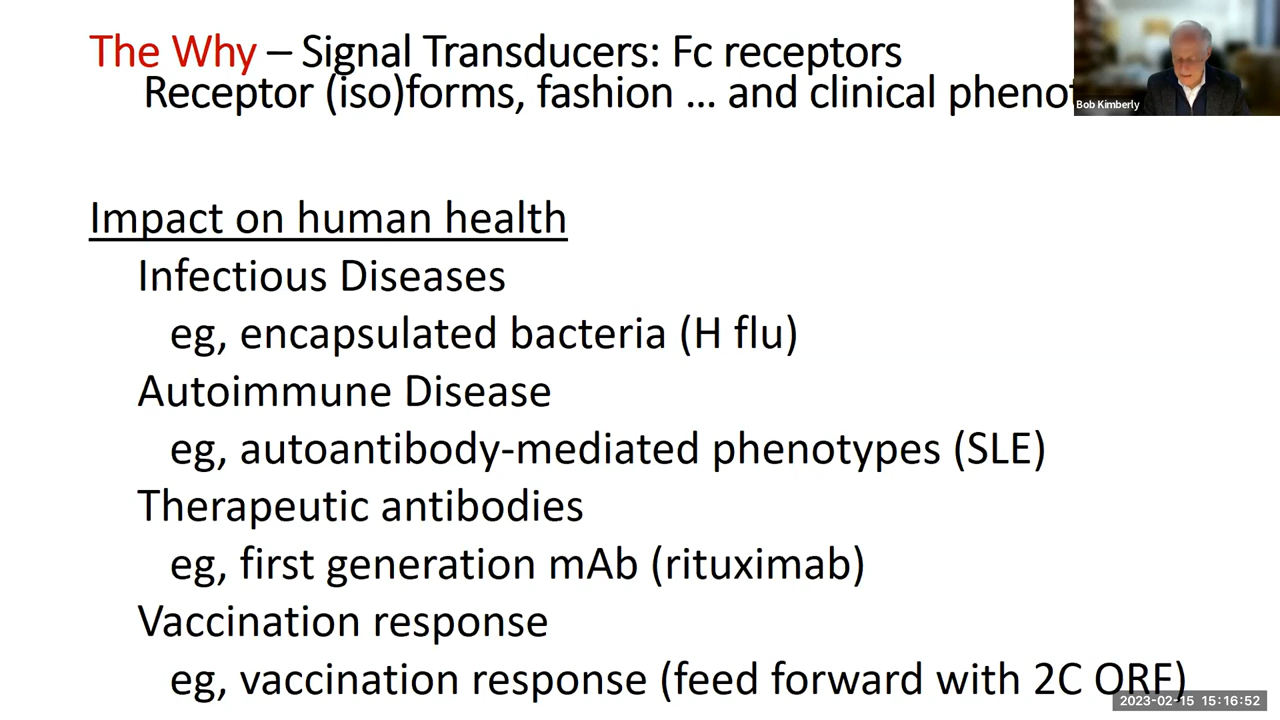 The Why – Signal Transducers: Fc receptors
Receptor (iso)forms, fashion ... and clinical
Bob Kimberly
Impact on human health
Infectious Diseases
eg, encapsulated bacteria (H flu)
Autoimmune Disease
eg, autoantibody-mediated phenotypes (SLE)
Therapeutic antibodies
eg, first generation mAb (rituximab)
Vaccination response
eg, vaccination response (feed forward with 2C ORF)
2023-02-15 15:16:52